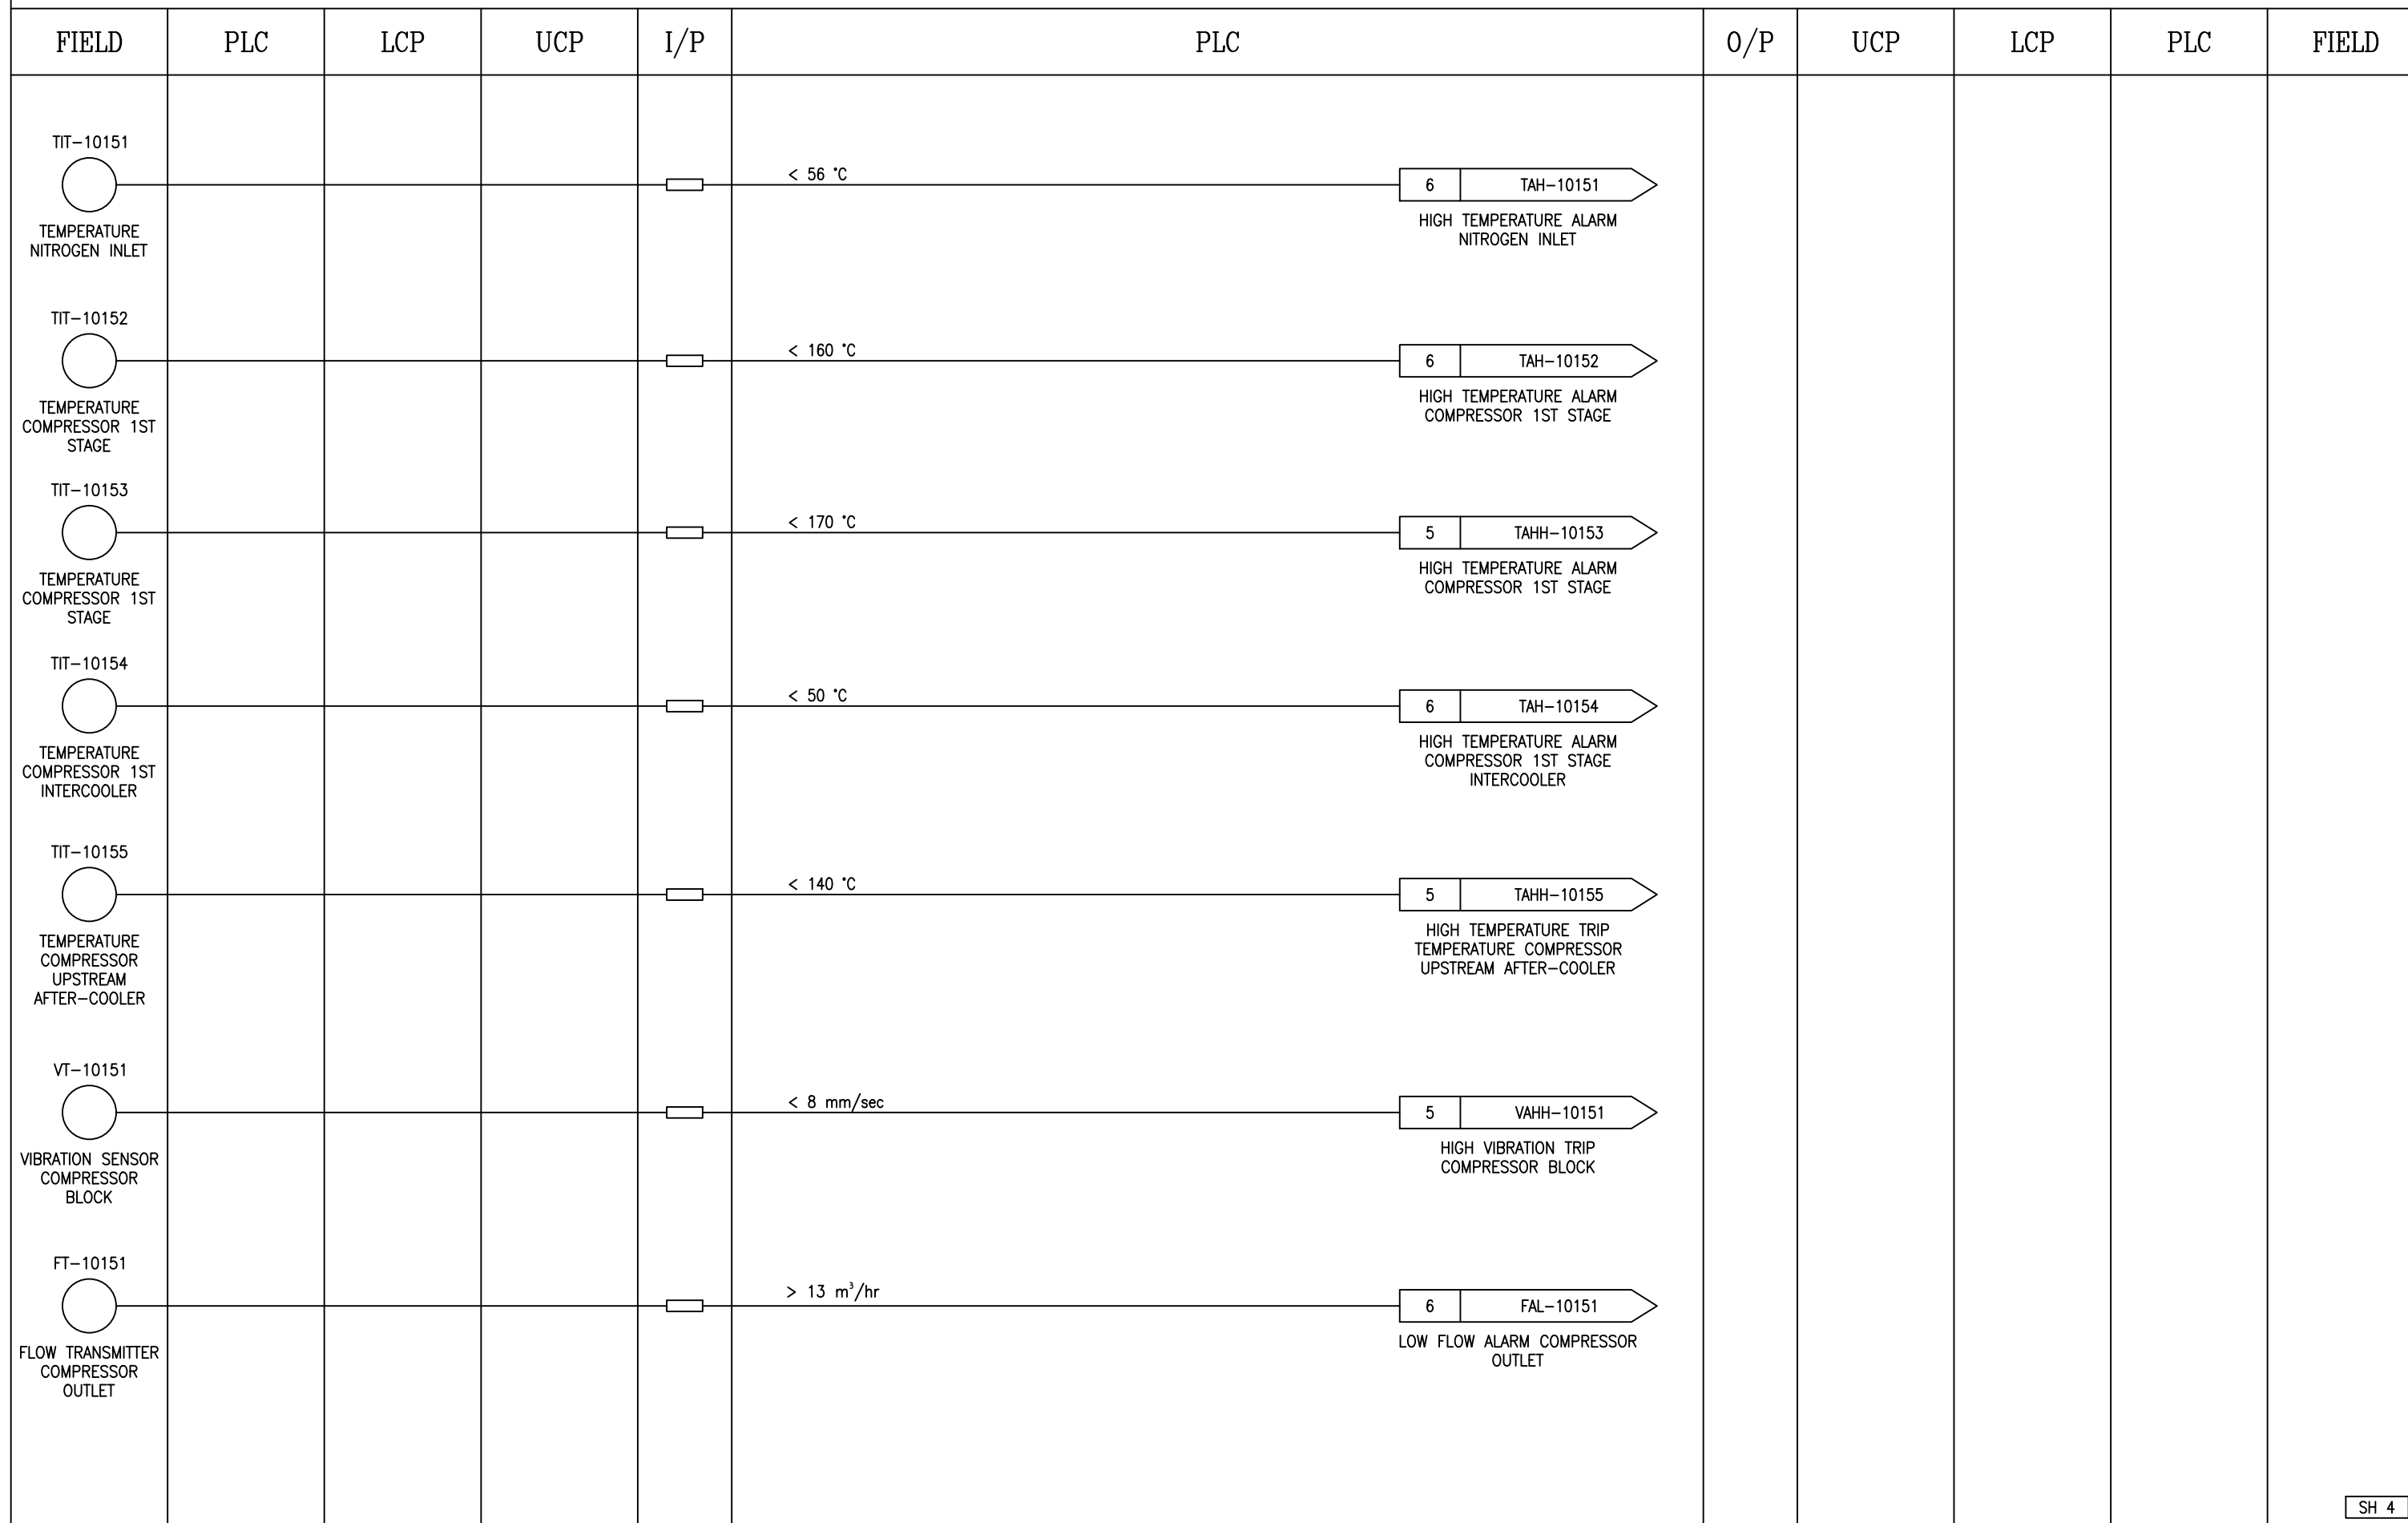 FIELD PLC LCP UCP I/P PLC O/P UCP LCP PLC FIELD
TIT-10151
< 56 °C
6 TAH-10151
TEMPERATURE
NITROGEN INLET
HIGH TEMPERATURE ALARM
NITROGEN INLET
TIT-10152
< 160 °C
6 TAH-10152
TEMPERATURE
COMPRESSOR 1ST
STAGE
HIGH TEMPERATURE ALARM
COMPRESSOR 1ST STAGE
TIT-10153
< 170 °C
5 TAHH-10153
TEMPERATURE
COMPRESSOR 1ST
STAGE
HIGH TEMPERATURE ALARM
COMPRESSOR 1ST STAGE
TIT-10154
< 50 °C
6 TAH-10154
TEMPERATURE
COMPRESSOR 1ST
INTERCOOLER
HIGH TEMPERATURE ALARM
COMPRESSOR 1ST STAGE
INTERCOOLER
TIT-10155
< 140 °C
5 TAHH-10155
TEMPERATURE
COMPRESSOR
UPSTREAM
AFTER-COOLER
HIGH TEMPERATURE TRIP
TEMPERATURE COMPRESSOR
UPSTREAM AFTER-COOLER
VT-10151
< 8 mm/sec
5 VAHH-10151
VIBRATION SENSOR
COMPRESSOR
BLOCK
HIGH VIBRATION TRIP
COMPRESSOR BLOCK
FT-10151
> 13 m³/hr
6 FAL-10151
FLOW TRANSMITTER
COMPRESSOR
OUTLET
LOW FLOW ALARM COMPRESSOR
OUTLET
SH 4